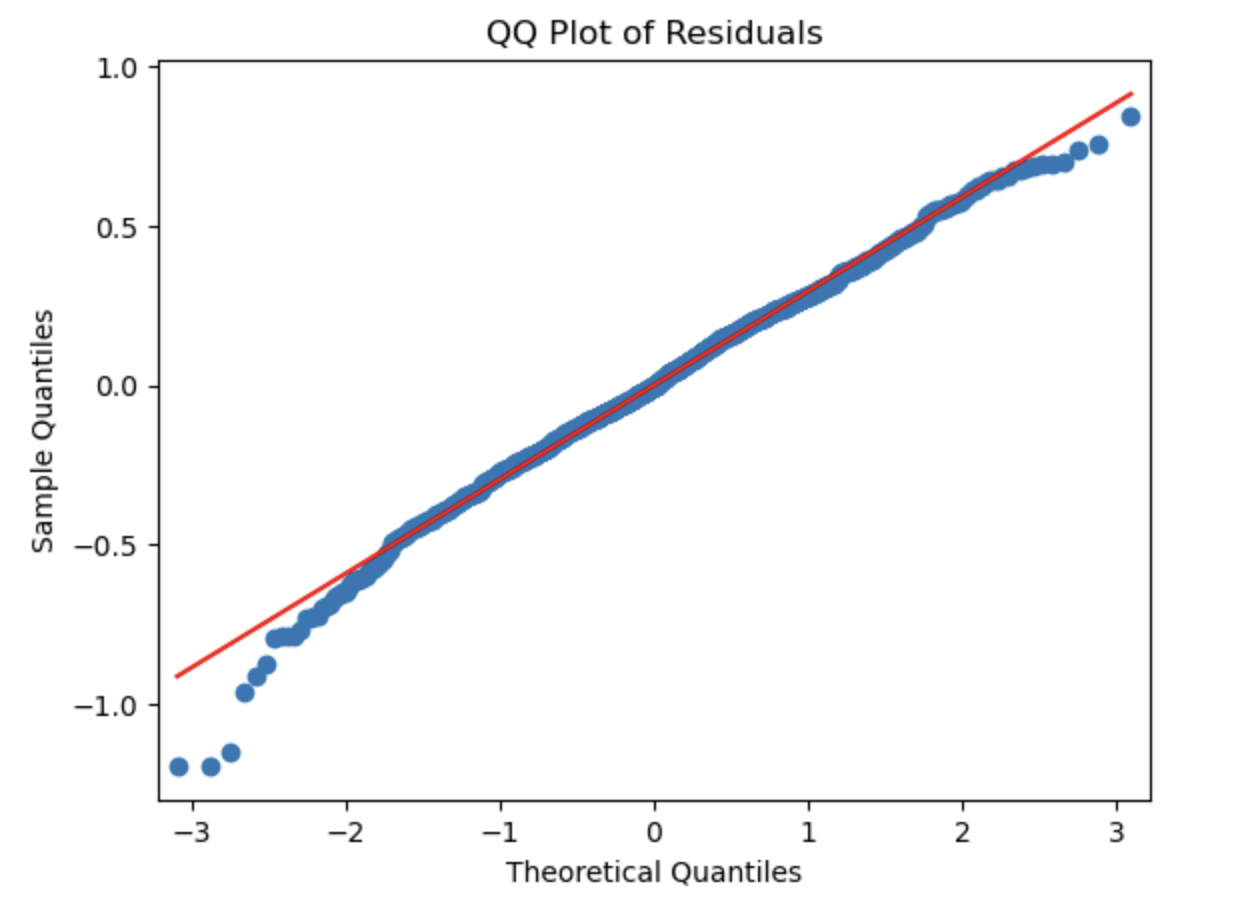 QQ Plot of Residuals
1.0
0.5
0.0
−0.5
−1.0
Sample Quantiles
−3 −2 −1 0 1 2 3
Theoretical Quantiles